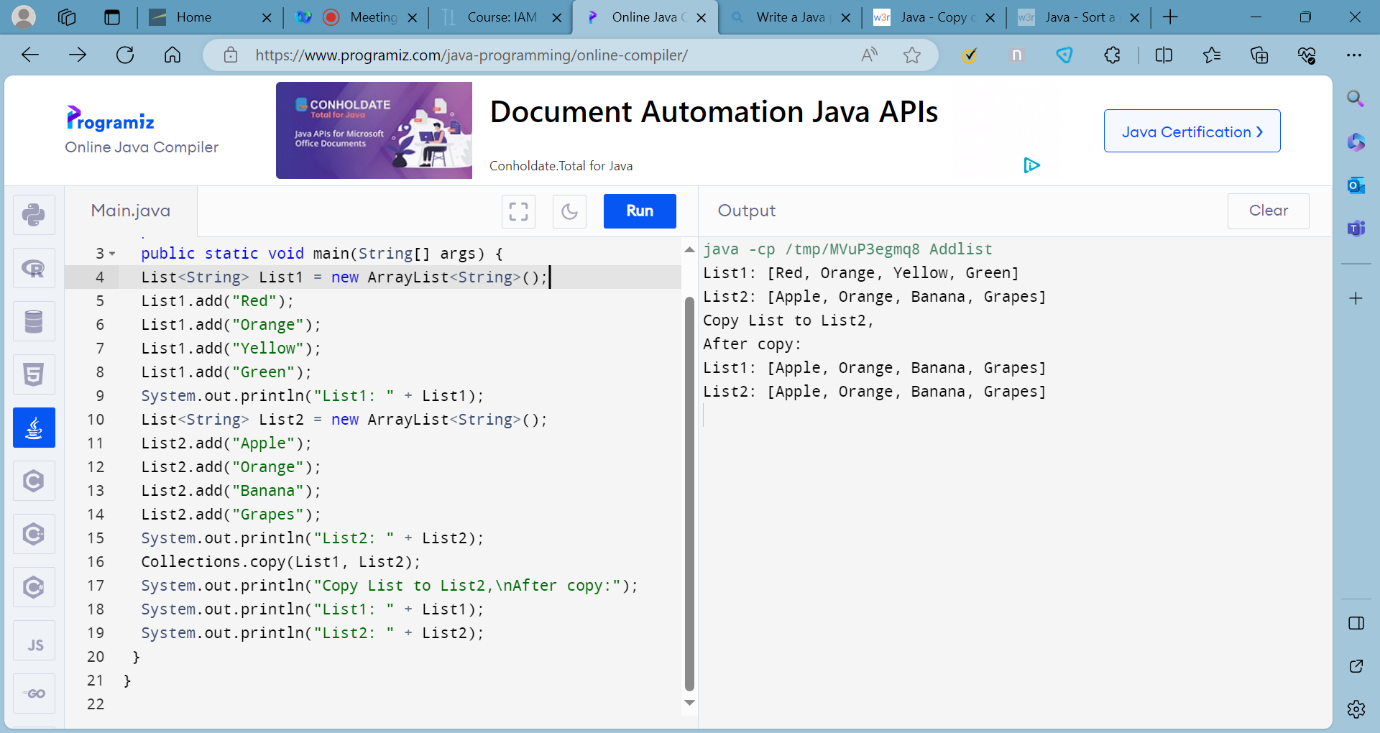 Home
Meeting
Course: IAM
Online Java C
Write a Java
w3r Java - Copy
w3r Java - Sort a
https://www.programiz.com/java-programming/online-compiler/
Programiz
Online Java Compiler
CONHOLDATE
Total for Java
Java APIs for Microsoft
Office Documents
Document Automation Java APIs
Conholdate.Total for Java
Java Certification ›
Main.java
Run
Output
Clear
3 public static void main(String[] args) {
4 List<String> List1 = new ArrayList<String>();
5 List1.add("Red");
6 List1.add("Orange");
7 List1.add("Yellow");
8 List1.add("Green");
9 System.out.println("List1: " + List1);
10 List<String> List2 = new ArrayList<String>();
11 List2.add("Apple");
12 List2.add("Orange");
13 List2.add("Banana");
14 List2.add("Grapes");
15 System.out.println("List2: " + List2);
16 Collections.copy(List1, List2);
17 System.out.println("Copy List to List2,\nAfter copy:");
18 System.out.println("List1: " + List1);
19 System.out.println("List2: " + List2);
20 }
21 }
22
java -cp /tmp/MVuP3egmq8 Addlist
List1: [Red, Orange, Yellow, Green]
List2: [Apple, Orange, Banana, Grapes]
Copy List to List2,
After copy:
List1: [Apple, Orange, Banana, Grapes]
List2: [Apple, Orange, Banana, Grapes]
JS
GO